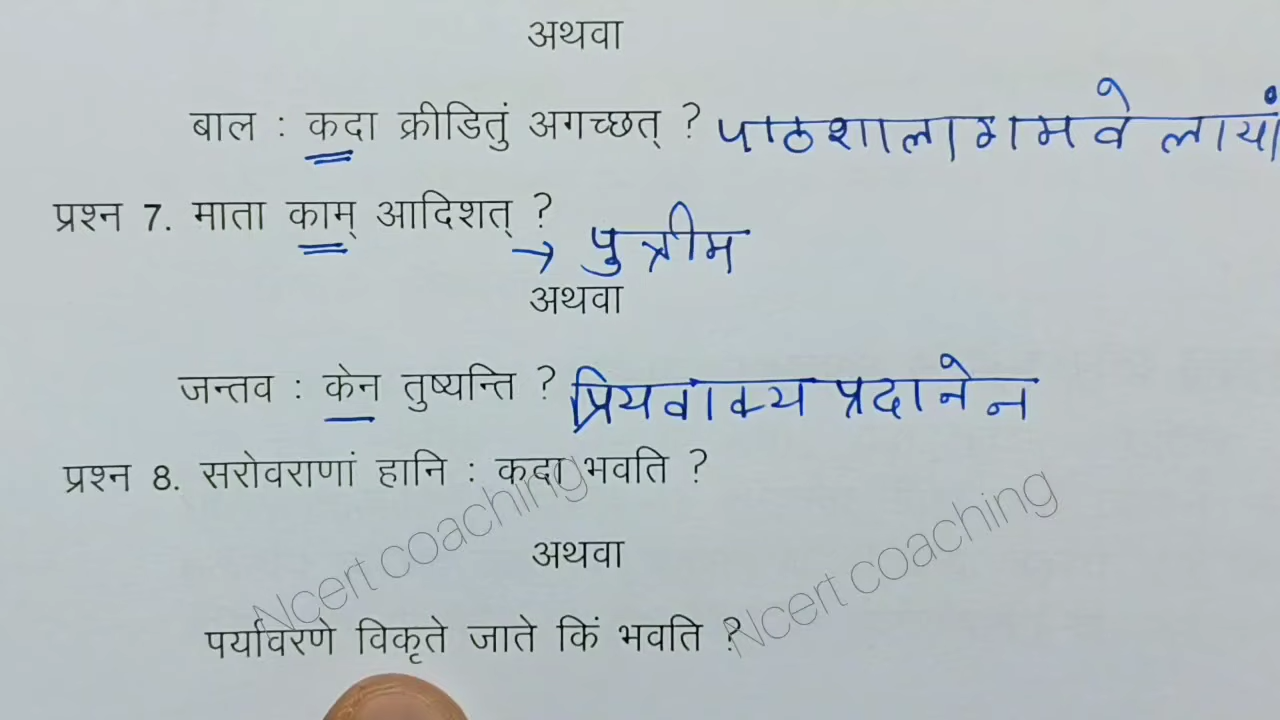 अथवा
बाल : कदा क्रीडितुं अगच्छत् ? पाठशालागमवेलायां
प्रश्न 7. माता काम् आदिशत् ?
→ पुत्रीम
अथवा
जन्तव : केन तुष्यन्ति ? प्रियवाक्य प्रदानेन
प्रश्न 8. सरोवराणां हानि : कदा भवति ?
Ncert coaching
अथवा
Ncert coaching
पर्यावरणे विकृते जाते किं भवति ?